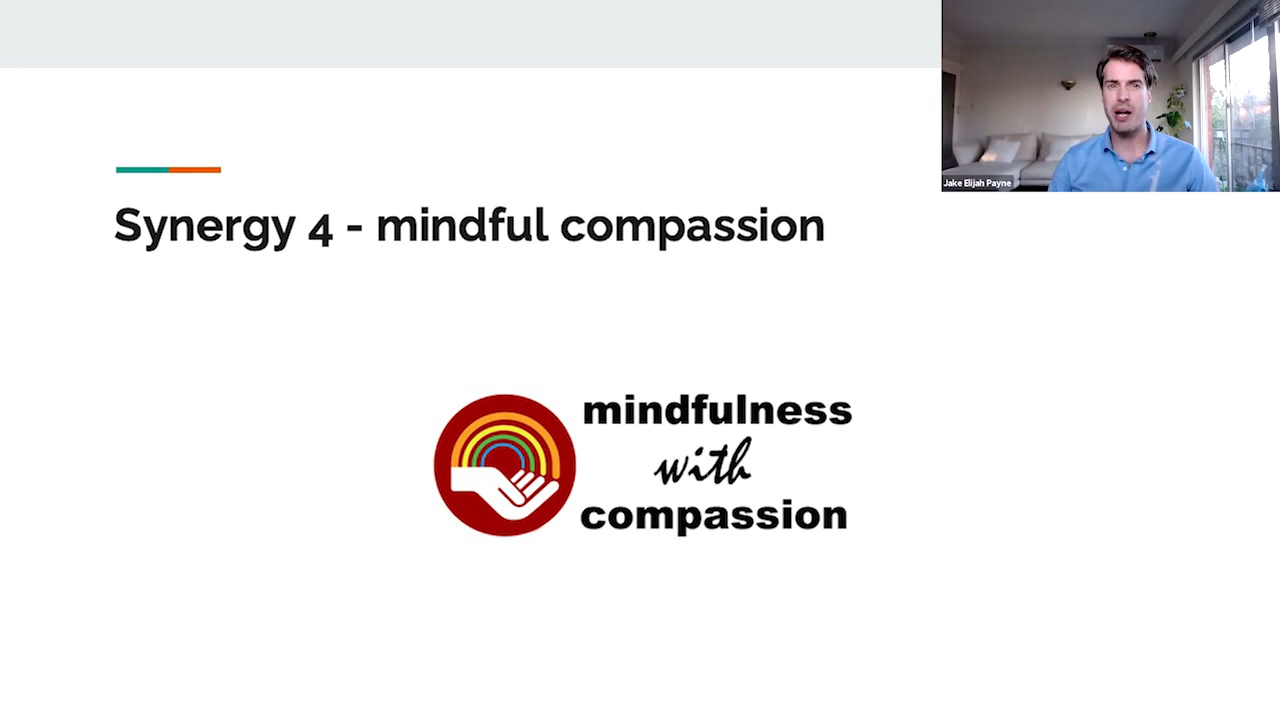 Jake Elijah Payne
Synergy 4 - mindful compassion
mindfulness
with
compassion